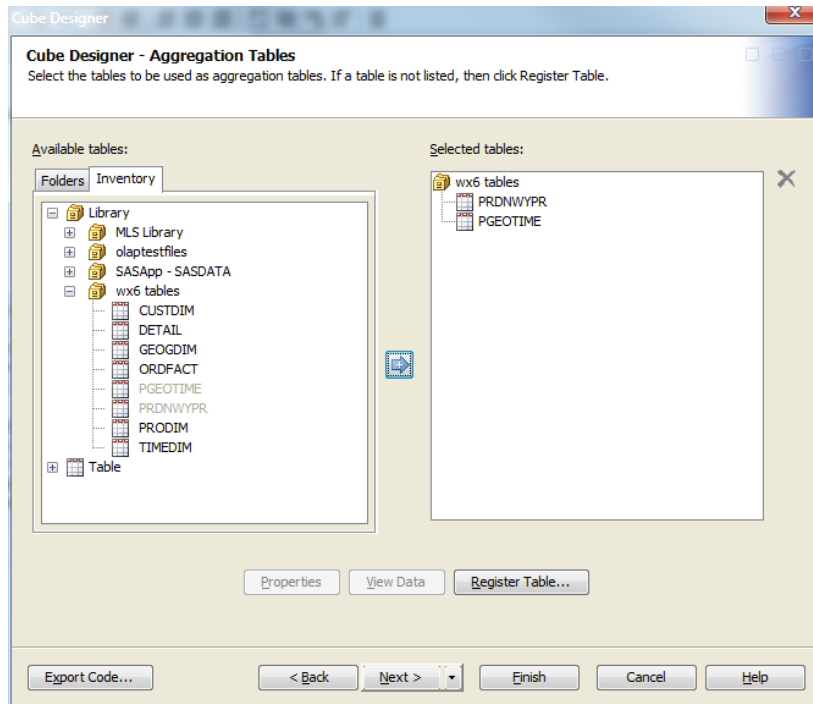 Cube Designer
Cube Designer - Aggregation Tables
Select the tables to be used as aggregation tables. If a table is not listed, then click Register Table.
Available tables:
Folders Inventory
Library
MLS Library
olaptestfiles
SASApp - SASDATA
wx6 tables
CUSTDIM
DETAIL
GEOGDIM
ORDFACT
PGEOTIME
PRDNWYPR
PRODIM
TIMEDIM
Table
Selected tables:
wx6 tables
PRDNWYPR
PGEOTIME
Properties View Data Register Table...
Export Code... < Back Next > Finish Cancel Help